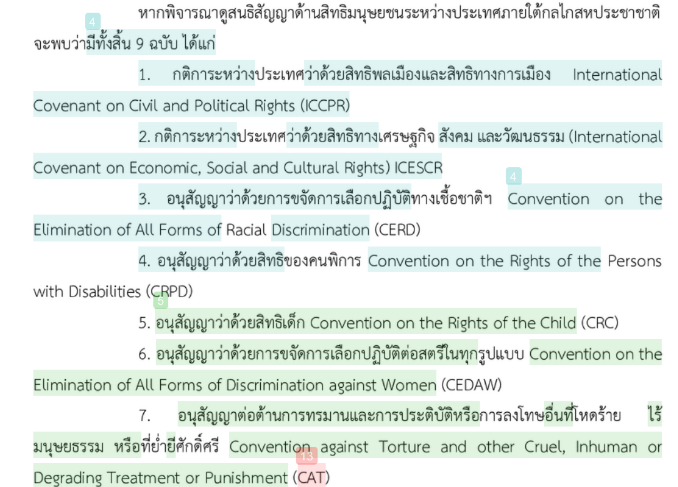 หากพิจารณาดูสนธิสัญญาด้านสิทธิมนุษยชนระหว่างประเทศภายใต้กลไกสหประชาชาติ
4
จะพบว่ามีทั้งสิ้น 9 ฉบับ ได้แก่
1. กติการะหว่างประเทศว่าด้วยสิทธิพลเมืองและสิทธิทางการเมือง International
Covenant on Civil and Political Rights (ICCPR)
2. กติการะหว่างประเทศว่าด้วยสิทธิทางเศรษฐกิจ สังคม และวัฒนธรรม (International
Covenant on Economic, Social and Cultural Rights) ICESCR
4
3. อนุสัญญาว่าด้วยการขจัดการเลือกปฏิบัติทางเชื้อชาติฯ Convention on the
Elimination of All Forms of Racial Discrimination (CERD)
4. อนุสัญญาว่าด้วยสิทธิของคนพิการ Convention on the Rights of the Persons
with Disabilities (CRPD)
5
5. อนุสัญญาว่าด้วยสิทธิเด็ก Convention on the Rights of the Child (CRC)
6. อนุสัญญาว่าด้วยการขจัดการเลือกปฏิบัติต่อสตรีในทุกรูปแบบ Convention on the
Elimination of All Forms of Discrimination against Women (CEDAW)
7. อนุสัญญาต่อต้านการทรมานและการประติบัติหรือการลงโทษอื่นที่โหดร้าย ไร้
มนุษยธรรม หรือที่ย่ำยีศักดิ์ศรี Convention against Torture and other Cruel, Inhuman or
13
Degrading Treatment or Punishment (CAT)